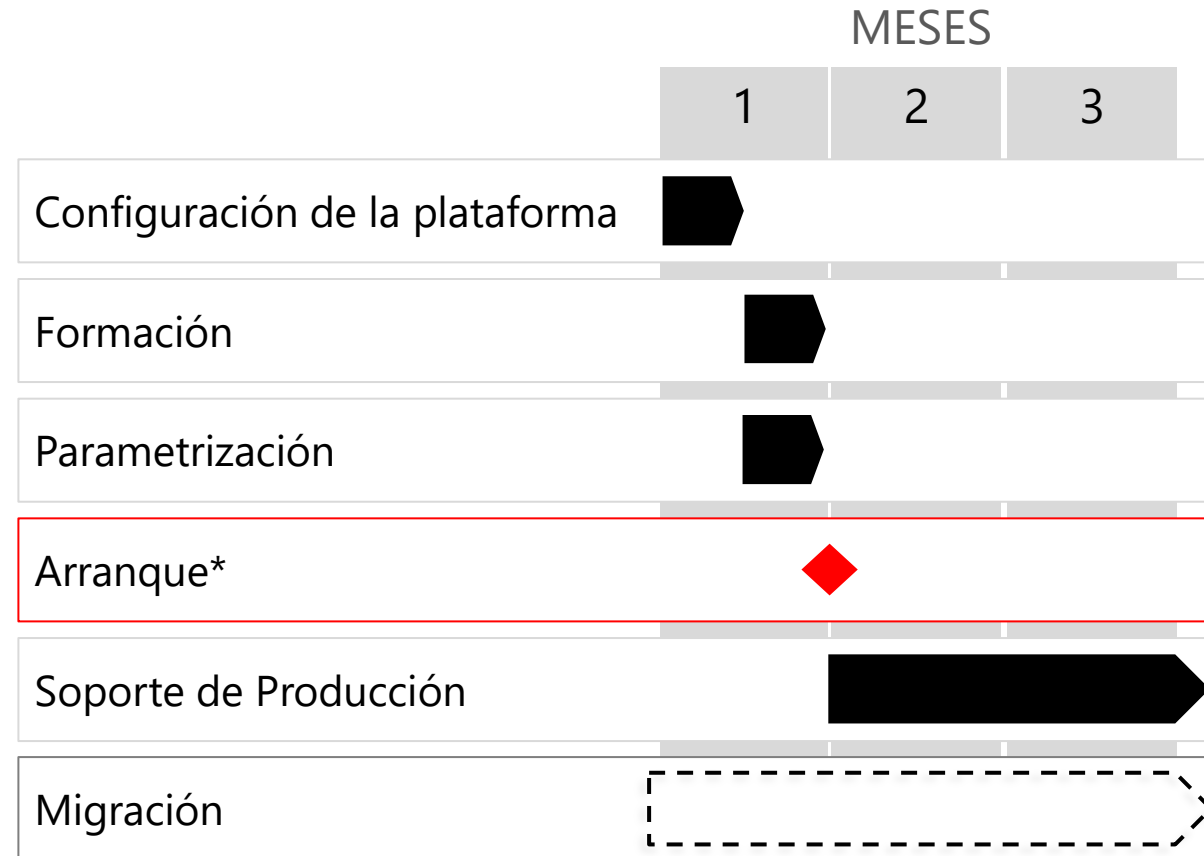 MESES
1 2 3
Configuración de la plataforma
Formación
Parametrización
Arranque*
Soporte de Producción
Migración